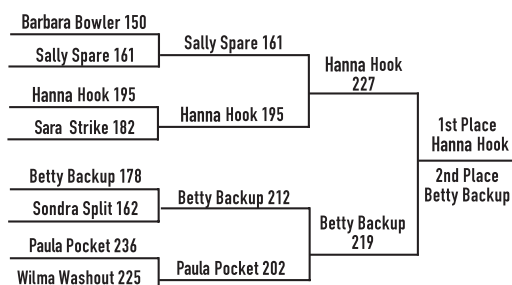 Barbara Bowler 150
Sally Spare 161
Sally Spare 161
Hanna Hook 195
Sara Strike 182
Hanna Hook 195
Hanna Hook
227
Betty Backup 178
Sondra Split 162
Betty Backup 212
Paula Pocket 236
Wilma Washout 225
Paula Pocket 202
Betty Backup
219
1st Place
Hanna Hook
2nd Place
Betty Backup